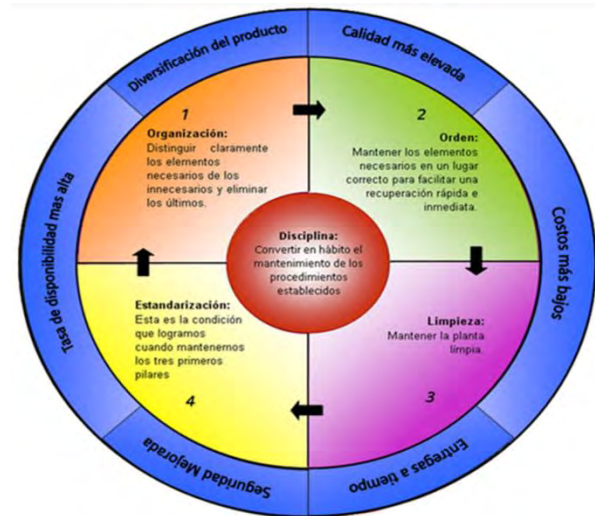 Diversificación del producto
Calidad más elevada
Costos más bajos
Entregas a tiempo
Seguridad Mejorada
Tasa de disponibilidad mas alta
1
Organización:
Distinguir claramente
los elementos
necesarios de los
innecesarios y eliminar
los últimos.
2
Orden:
Mantener los elementos
necesarios en un lugar
correcto para facilitar una
recuperación rápida e
inmediata.
Disciplina:
Convertir en hábito el
mantenimiento de los
procedimientos
establecidos
Limpieza:
Mantener la planta
límpia.
3
Estandarización:
Esta es la condición
que logramos
cuando mantenemos
los tres primeros
pilares
4